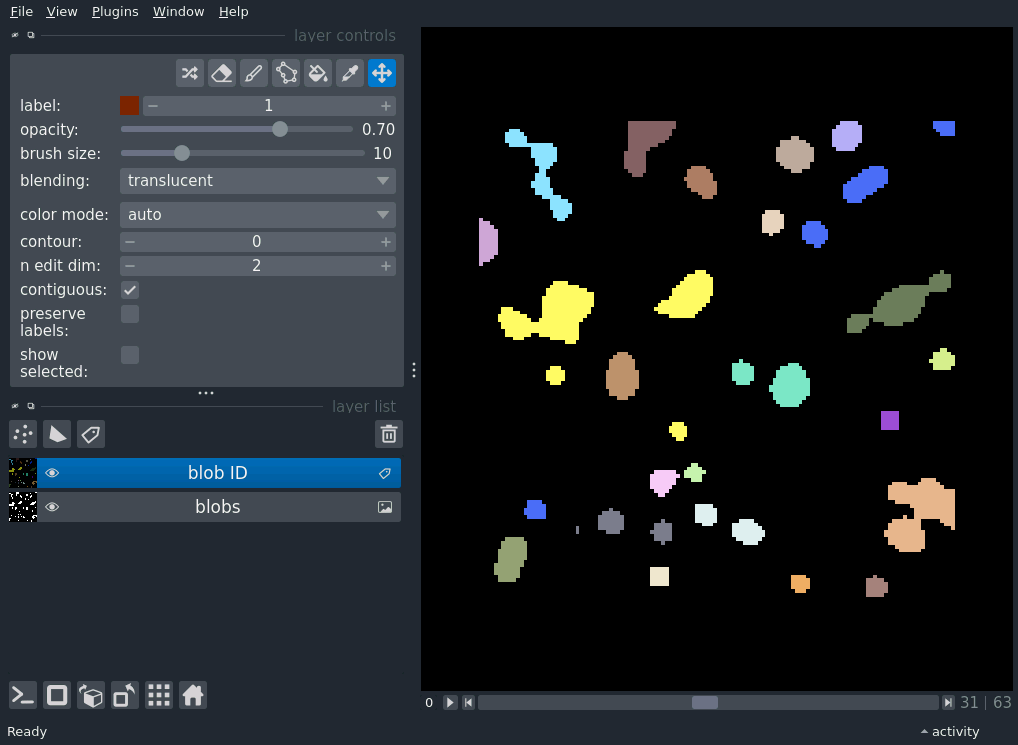 File View Plugins Window Help
layer controls
label: 1
opacity: 0.70
brush size: 10
blending: translucent
color mode: auto
contour: 0
n edit dim: 2
contiguous:
preserve
labels:
show
selected:
layer list
blob ID
blobs
0 31 | 63
Ready activity